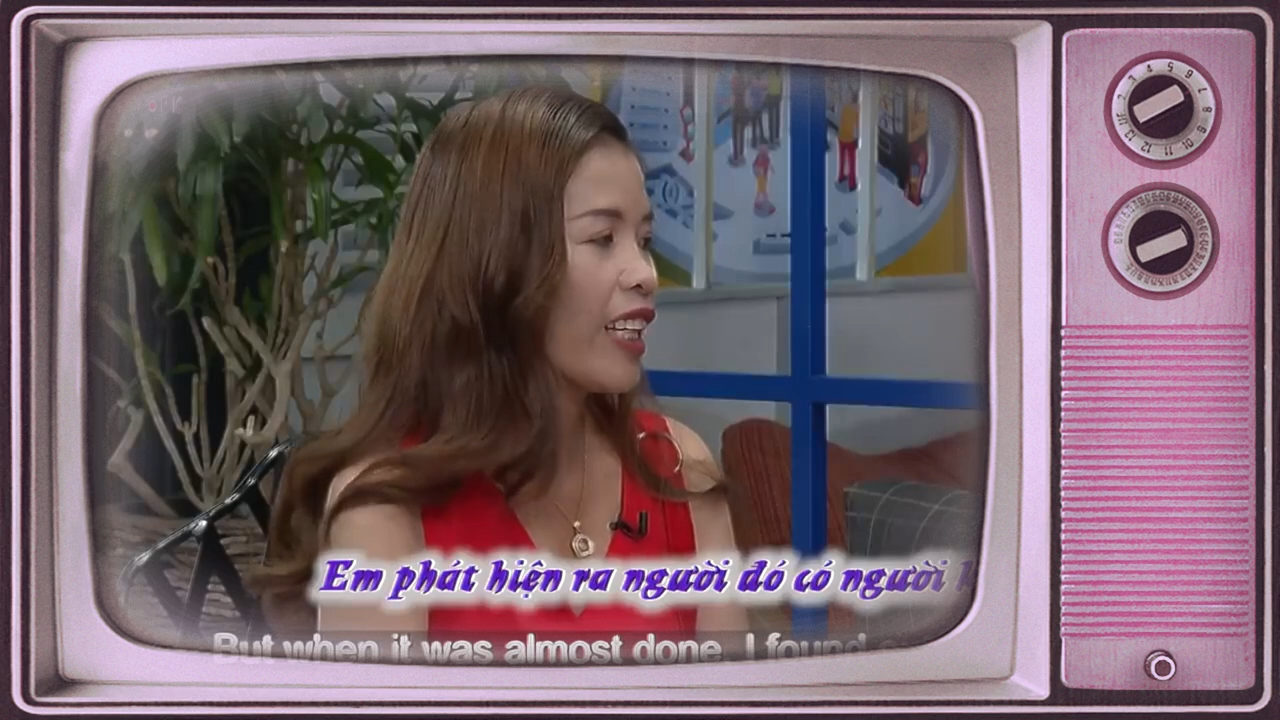 Em phát hiện ra người đó có người
But when it was almost done, I found